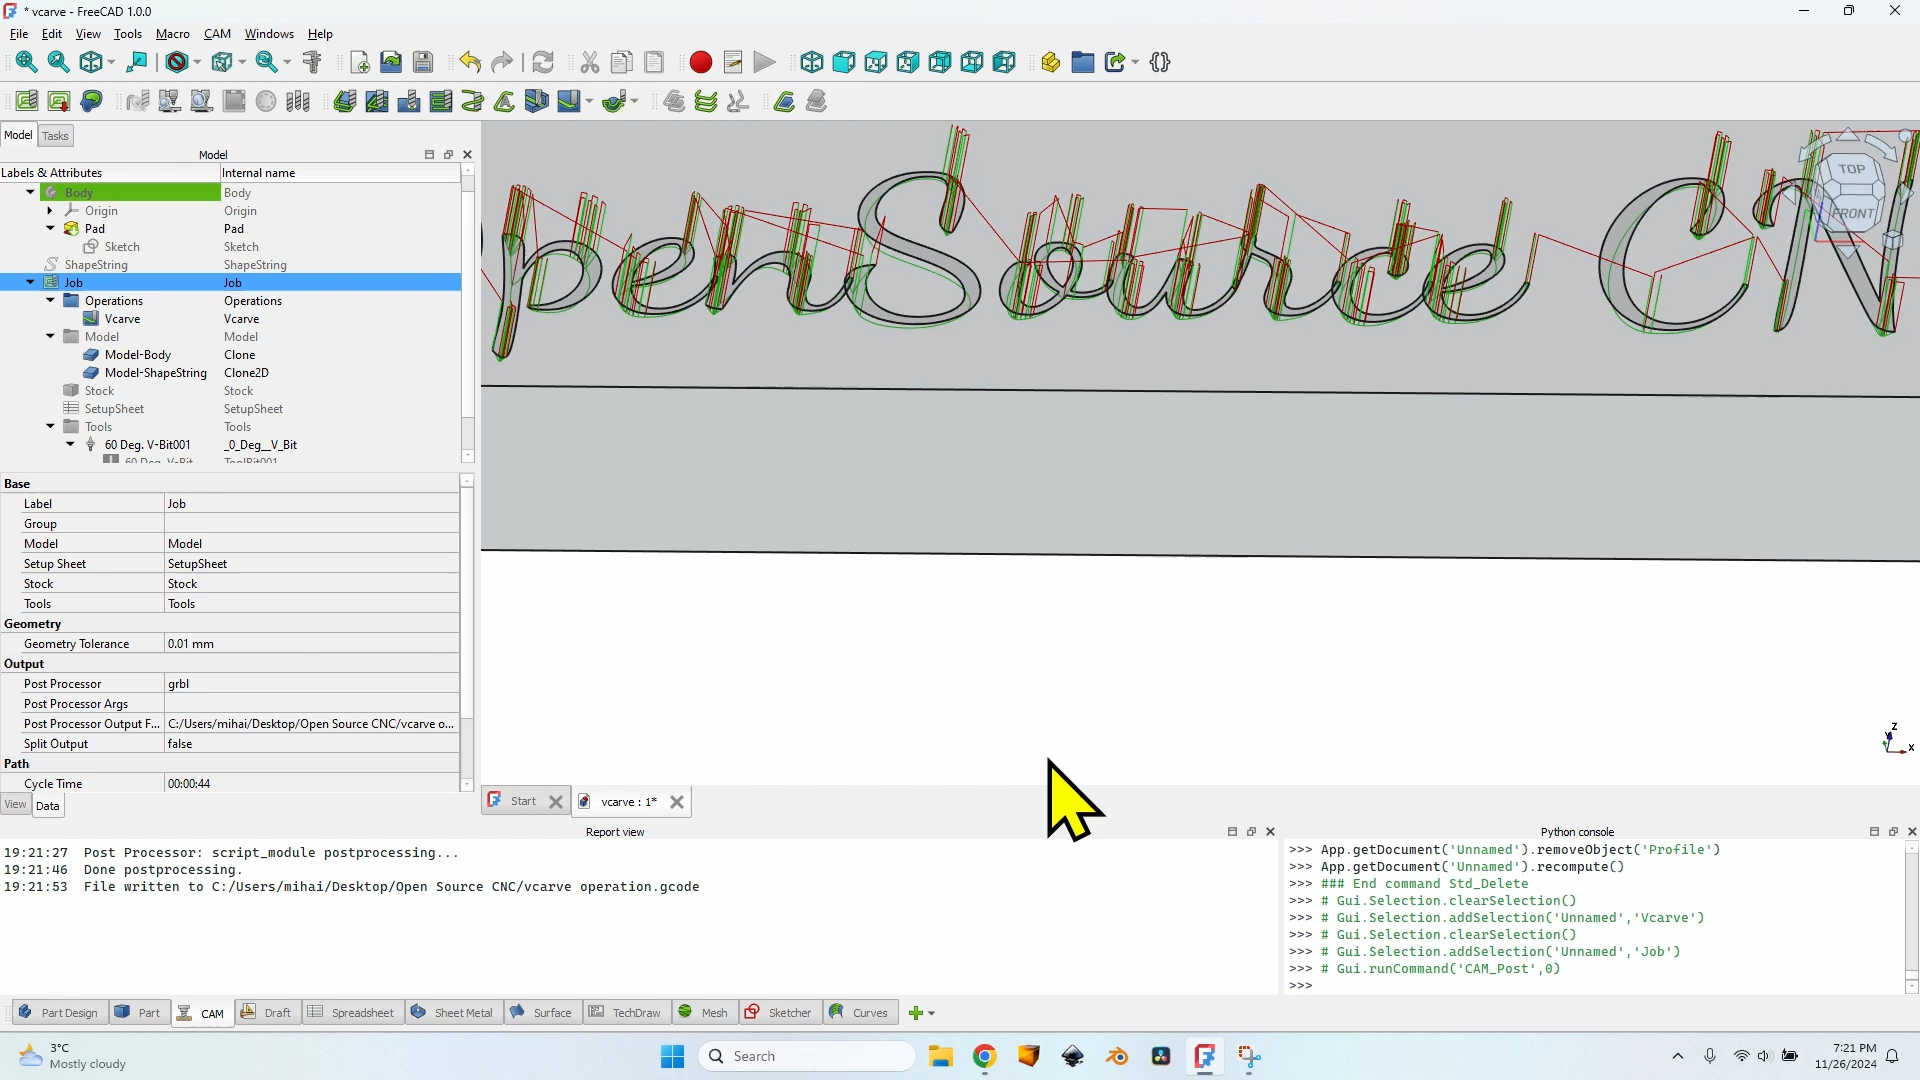 * vcarve - FreeCAD 1.0.0
File Edit View Tools Macro CAM Windows Help
Model Tasks
Model
Labels & Attributes Internal name
Body Body
Origin Origin
Pad Pad
Sketch Sketch
ShapeString ShapeString
Job Job
Operations Operations
Vcarve Vcarve
Model Model
Model-Body Clone
Model-ShapeString Clone2D
Stock Stock
SetupSheet SetupSheet
Tools Tools
60 Deg. V-Bit001 _0_Deg__V_Bit
60 Deg. V-Bit ToolBit001
Base
Label Job
Group
Model Model
Setup Sheet SetupSheet
Stock Stock
Tools Tools
Geometry
Geometry Tolerance 0.01 mm
Output
Post Processor grbl
Post Processor Args
Post Processor Output F... C:/Users/mihai/Desktop/Open Source CNC/vcarve o...
Split Output false
Path
Cycle Time 00:00:44
View Data
penSource CN
TOP
FRONT
Z
Y
X
Start vcarve : 1*
Report view
19:21:27 Post Processor: script_module postprocessing...
19:21:46 Done postprocessing.
19:21:53 File written to C:/Users/mihai/Desktop/Open Source CNC/vcarve operation.gcode
Python console
>>> App.getDocument('Unnamed').removeObject('Profile')
>>> App.getDocument('Unnamed').recompute()
>>> ### End command Std_Delete
>>> # Gui.Selection.clearSelection()
>>> # Gui.Selection.addSelection('Unnamed','Vcarve')
>>> # Gui.Selection.clearSelection()
>>> # Gui.Selection.addSelection('Unnamed','Job')
>>> # Gui.runCommand('CAM_Post',0)
>>>
Part Design Part CAM Draft Spreadsheet Sheet Metal Surface TechDraw Mesh Sketcher Curves
3°C
Mostly cloudy
Search
7:21 PM
11/26/2024